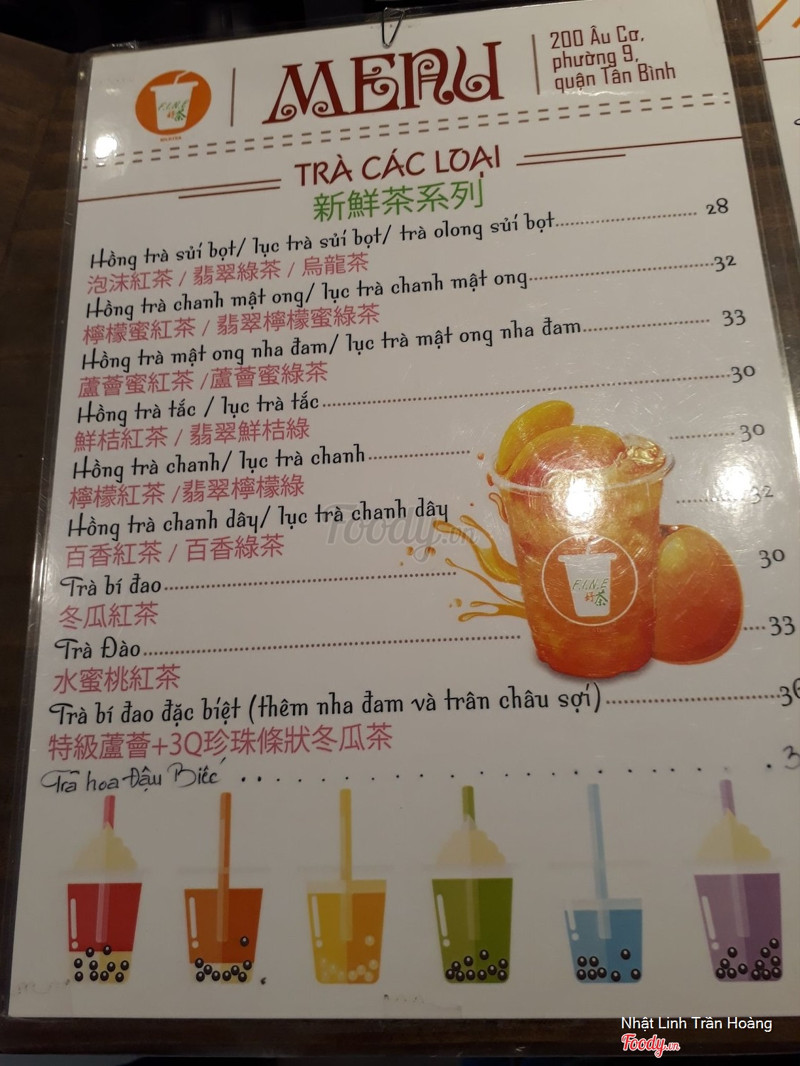 F.I.N.E
好茶
MENU
200 Âu Cơ,
phường 9,
quận Tân Bình
TRÀ CÁC LOẠI
新鮮茶系列
Hồng trà sủi bọt/ lục trà sủi bọt/ trà olong sủi bọt 28
泡沫紅茶 / 翡翠綠茶 / 烏龍茶
Hồng trà chanh mật ong/ lục trà chanh mật ong 32
檸檬蜜紅茶 / 翡翠檸檬蜜綠茶
Hồng trà mật ong nha đam/ lục trà mật ong nha đam 33
蘆薈蜜紅茶 /蘆薈蜜綠茶
Hồng trà tắc / lục trà tắc 30
鮮桔紅茶 / 翡翠鮮桔綠
Hồng trà chanh/ lục trà chanh 30
檸檬紅茶 /翡翠檸檬綠
Hồng trà chanh dây/ lục trà chanh dây 32
百香紅茶 / 百香綠茶
Trà bí đao 30
冬瓜紅茶
Trà Đào 33
水蜜桃紅茶
Trà bí đao đặc biệt (thêm nha đam và trân châu sợi)
特級蘆薈+3Q珍珠條狀冬瓜茶
Trà hoa Đậu Biếc
F.I.N.E
好茶
Foody.vn
Nhật Linh Trần Hoàng
Foody.vn